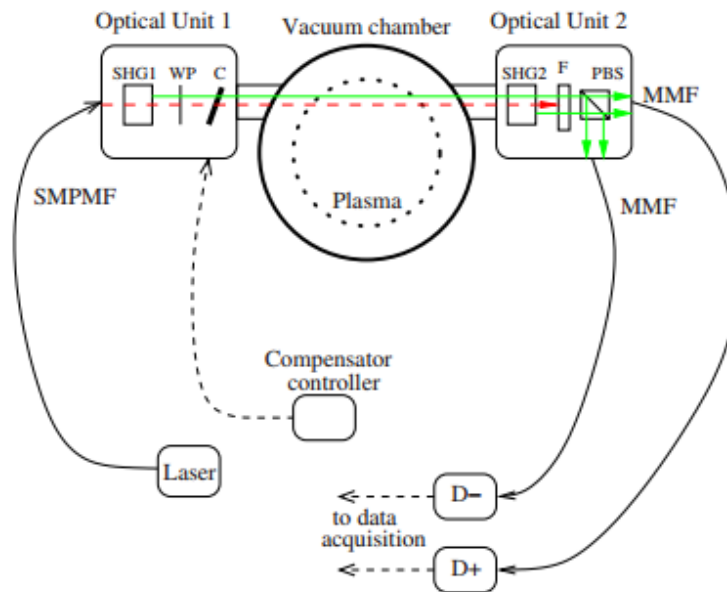 Optical Unit 1
Vacuum chamber
Optical Unit 2
SHG1 WP C
SHG2 F PBS
MMF
SMPMF
Plasma
MMF
Compensator
controller
Laser
D−
to data
acquisition
D+